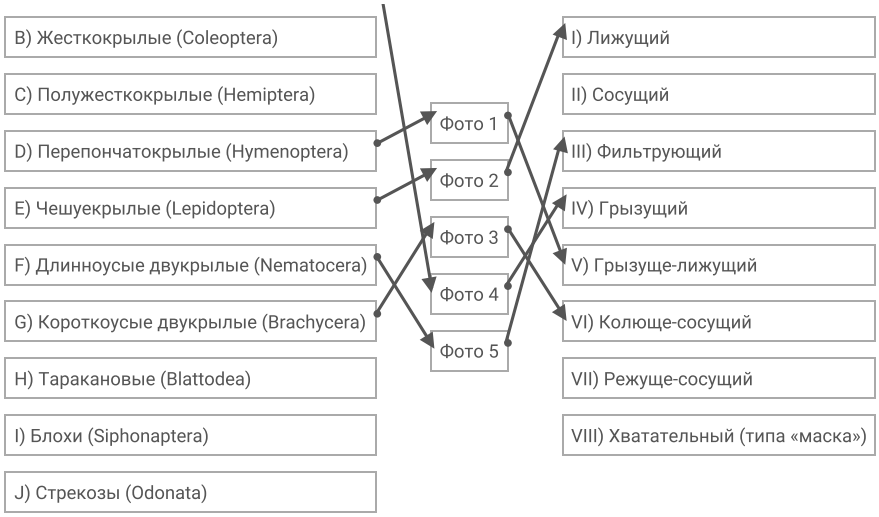 B) Жесткокрылые (Coleoptera)
C) Полужесткокрылые (Hemiptera)
D) Перепончатокрылые (Hymenoptera)
E) Чешуекрылые (Lepidoptera)
F) Длинноусые двукрылые (Nematocera)
G) Короткоусые двукрылые (Brachycera)
H) Таракановые (Blattodea)
I) Блохи (Siphonaptera)
J) Стрекозы (Odonata)
Фото 1
Фото 2
Фото 3
Фото 4
Фото 5
I) Лижущий
II) Сосущий
III) Фильтрующий
IV) Грызущий
V) Грызуще-лижущий
VI) Колюще-сосущий
VII) Режуще-сосущий
VIII) Хватательный (типа «маска»)